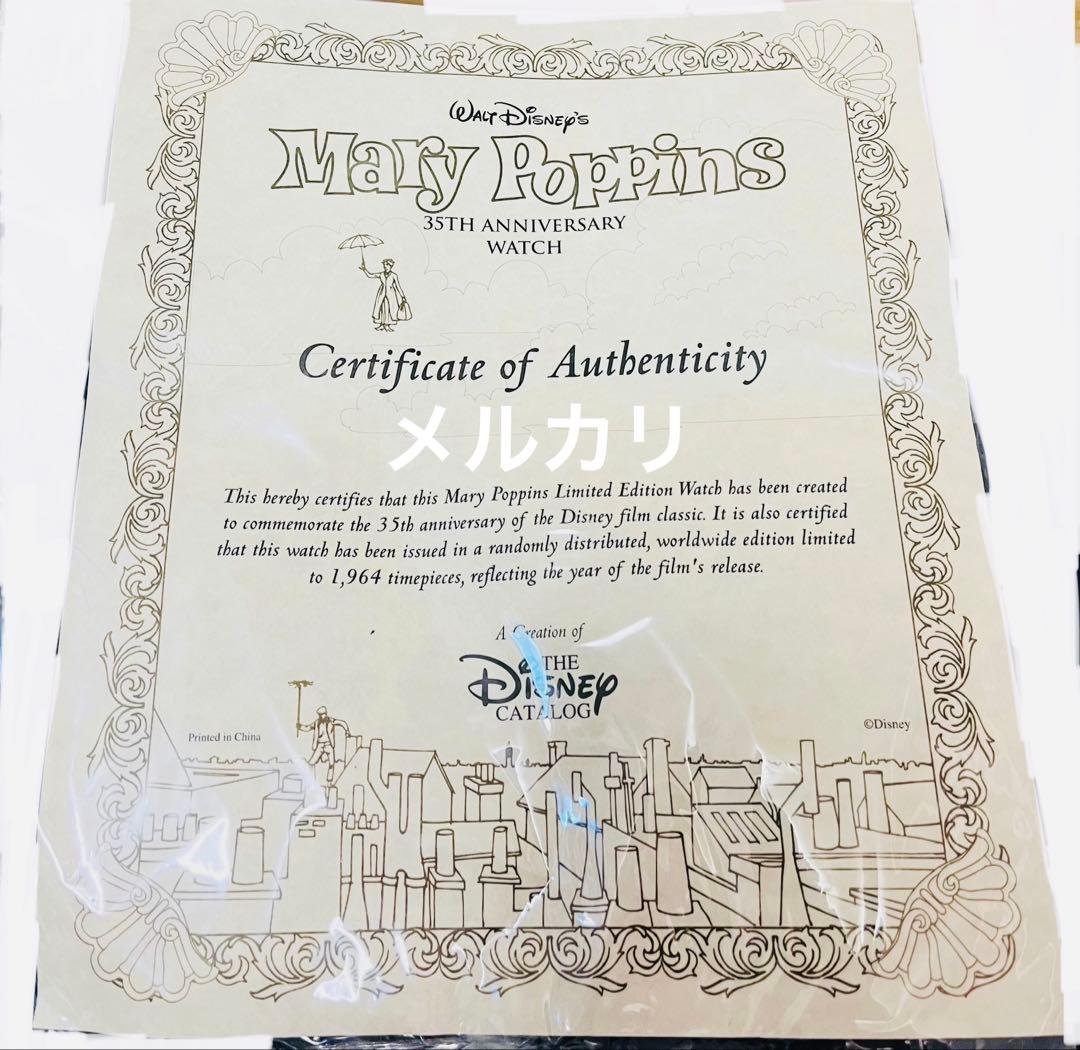 WALT DISNEY'S
Mary Poppins
35TH ANNIVERSARY
WATCH
Certificate of Authenticity
メルカリ
This hereby certifies that this Mary Poppins Limited Edition Watch has been created
to commemorate the 35th anniversary of the Disney film classic. It is also certified
that this watch has been issued in a randomly distributed, worldwide edition limited
to 1,964 timepieces, reflecting the year of the film's release.
A Creation of
THE
DISNEY
CATALOG
Printed in China
©Disney